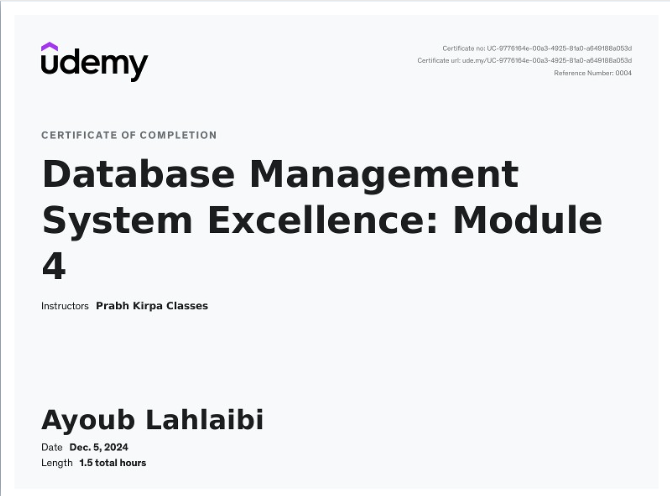 udemy
Certificate no: UC-9776164e-00a3-4925-81a0-a649188a053d
Certificate url: ude.my/UC-9776164e-00a3-4925-81a0-a649188a053d
Reference Number: 0004
CERTIFICATE OF COMPLETION
Database Management
System Excellence: Module
4
Instructors Prabh Kirpa Classes
Ayoub Lahlaibi
Date Dec. 5, 2024
Length 1.5 total hours